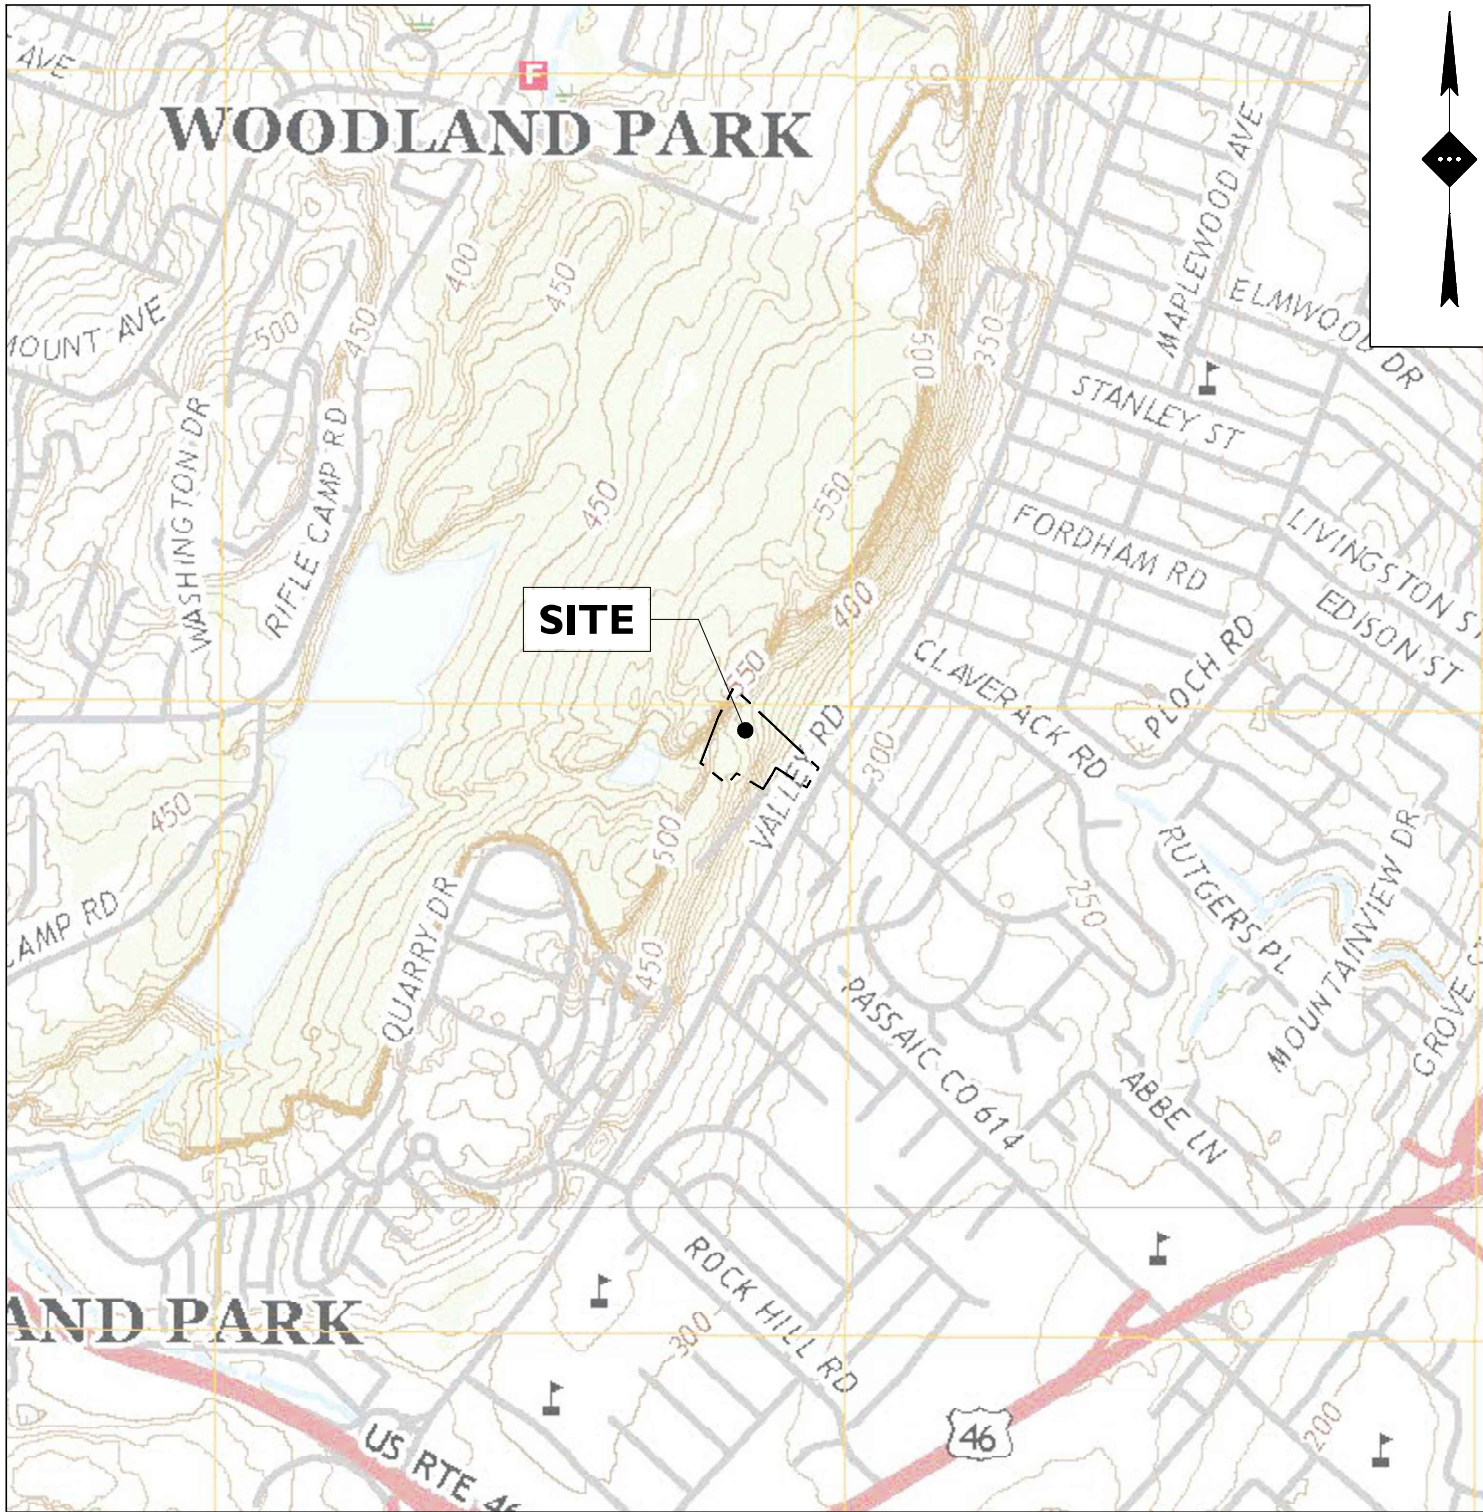 AVE
F
WOODLAND PARK
MAPLEWOOD AVE
400
450
ELMWOOD DR
MOUNT AVE
500
450
500
350
STANLEY ST
WASHINGTON DR
RIFLE CAMP RD
450
550
FORDHAM RD
LIVINGSTON ST
EDISON ST
SITE
400
550
CLAVERACK RD
PLOCH RD
VALLEY RD
300
450
500
RUTGERS PL
MOUNTAINVIEW DR
QUARRY DR
250
CAMP RD
450
PASSAIC CO 614
GROVE
ABBE LN
ROCK HILL RD
AND PARK
300
US RTE 46
46
200